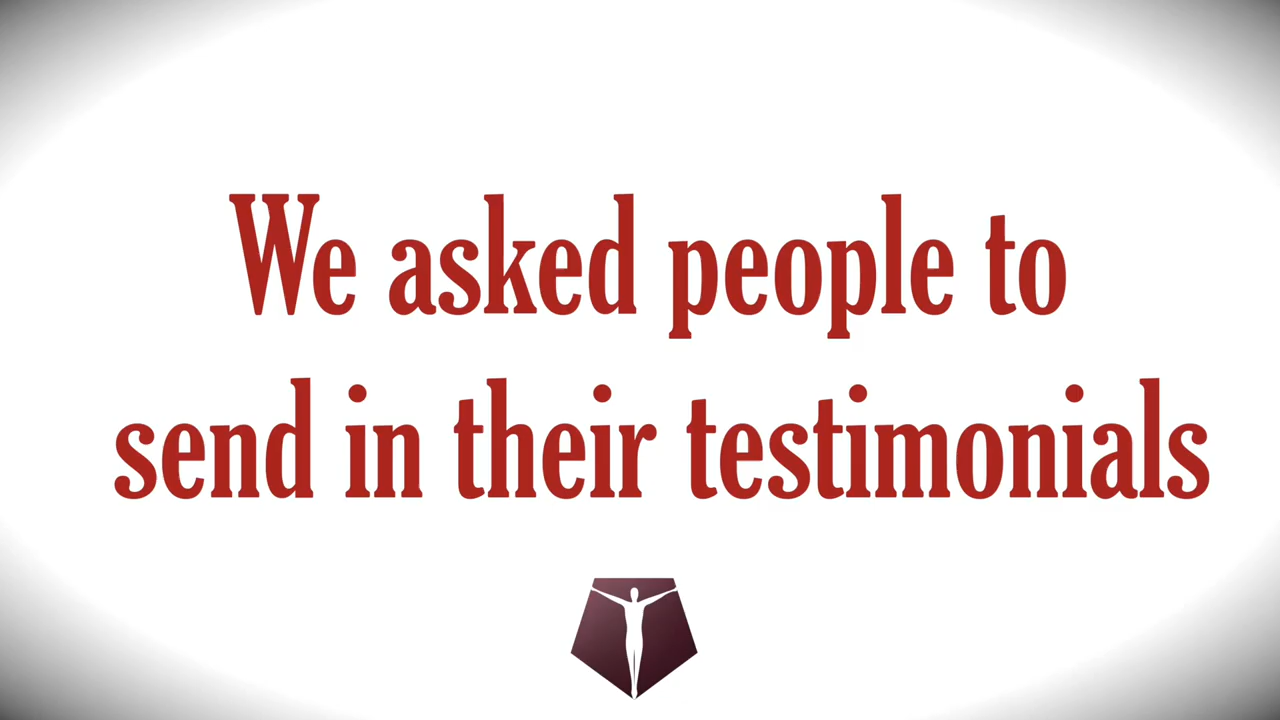 We asked people to
send in their testimonials